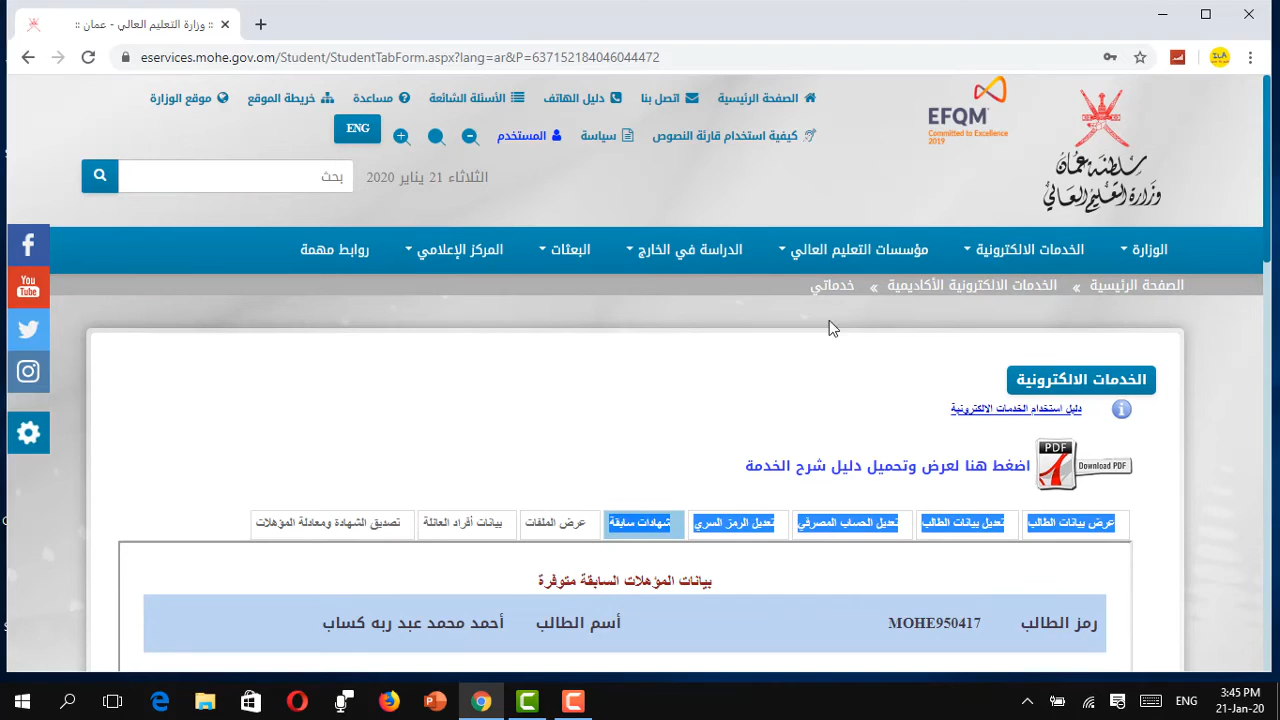 :: وزارة التعليم العالي - عمان ::
eservices.mohe.gov.om/Student/StudentTabForm.aspx?lang=ar&tP=637152184046044472
الصفحة الرئيسية
اتصل بنا
دليل الهاتف
الأسئلة الشائعة
مساعدة
خريطة الموقع
موقع الوزارة
EFQM
Committed to Excellence
2019
سلطنة عمان
وزارة التعليم العالي
كيفية استخدام قارئة النصوص
سياسة
المستخدم
ENG
الثلاثاء 21 يناير 2020
بحث
الوزارة
الخدمات الالكترونية
مؤسسات التعليم العالي
الدراسة في الخارج
البعثات
المركز الإعلامي
روابط مهمة
الصفحة الرئيسية » الخدمات الالكترونية الأكاديمية » خدماتي
You
Tube
الخدمات الالكترونية
دليل استخدام الخدمات الالكترونية
PDF
Download PDF
اضغط هنا لعرض وتحميل دليل شرح الخدمة
عرض بيانات الطالب
تعديل بيانات الطالب
تعديل الحساب المصرفي
تعديل الرمز السري
شهادات سابقة
عرض الملفات
بيانات أفراد العائلة
تصديق الشهادة ومعادلة المؤهلات
بيانات المؤهلات السابقة متوفرة
رمز الطالب MOHE950417 أسم الطالب أحمد محمد عبد ربه كساب
ENG
3:45 PM
21-Jan-20